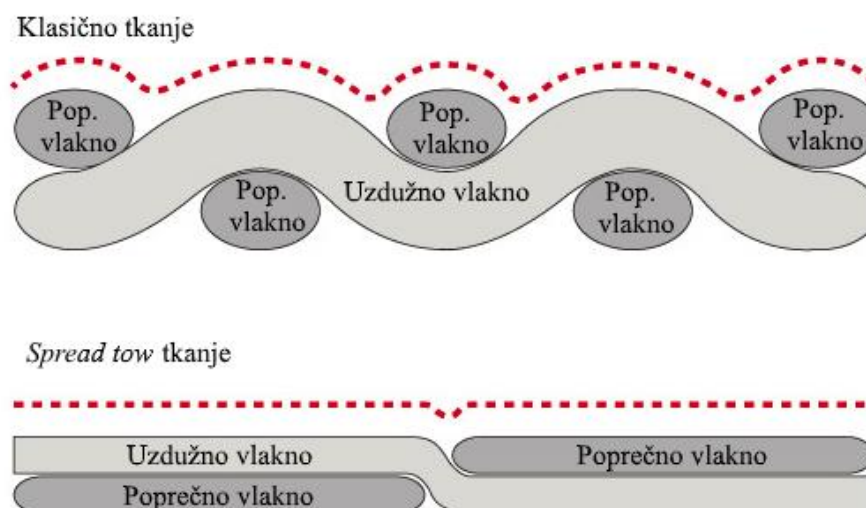 Klasično tkanje
Pop.
vlakno
Pop.
vlakno
Pop.
vlakno
Pop.
vlakno
Uzdužno vlakno
Pop.
vlakno
Spread tow tkanje
Uzdužno vlakno
Poprečno vlakno
Poprečno vlakno